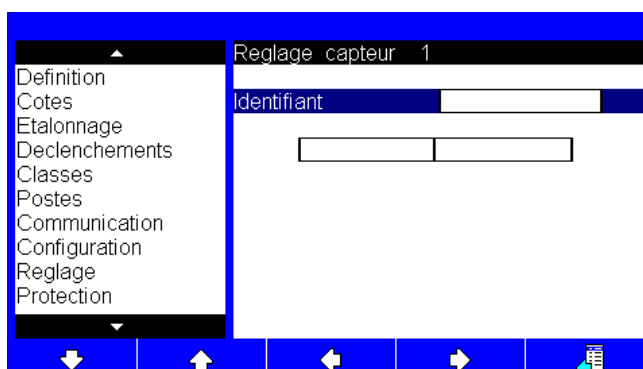 Reglage capteur 1
Definition
Cotes
Identifiant
Etalonnage
Declenchements
Classes
Postes
Communication
Configuration
Reglage
Protection